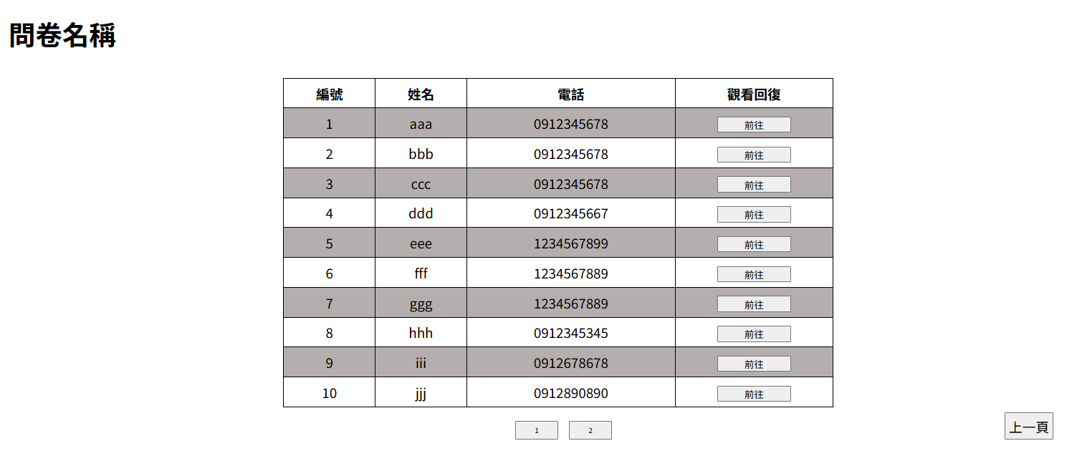 問卷名稱
編號 姓名 電話 觀看回復
1 aaa 0912345678 前往
2 bbb 0912345678 前往
3 ccc 0912345678 前往
4 ddd 0912345667 前往
5 eee 1234567899 前往
6 fff 1234567889 前往
7 ggg 1234567889 前往
8 hhh 0912345345 前往
9 iii 0912678678 前往
10 jjj 0912890890 前往
1 2
上一頁